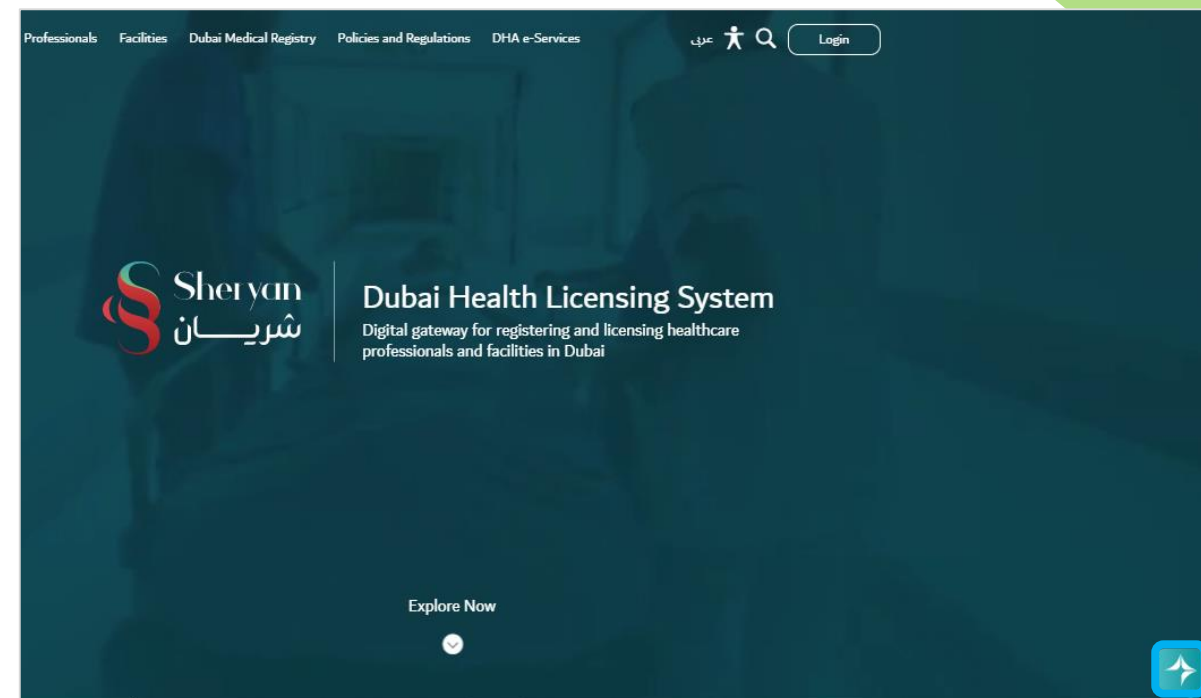 Professionals Facilities Dubai Medical Registry Policies and Regulations DHA e-Services عربى Login
Sheryan
شريـــان
Dubai Health Licensing System
Digital gateway for registering and licensing healthcare
professionals and facilities in Dubai
Explore Now